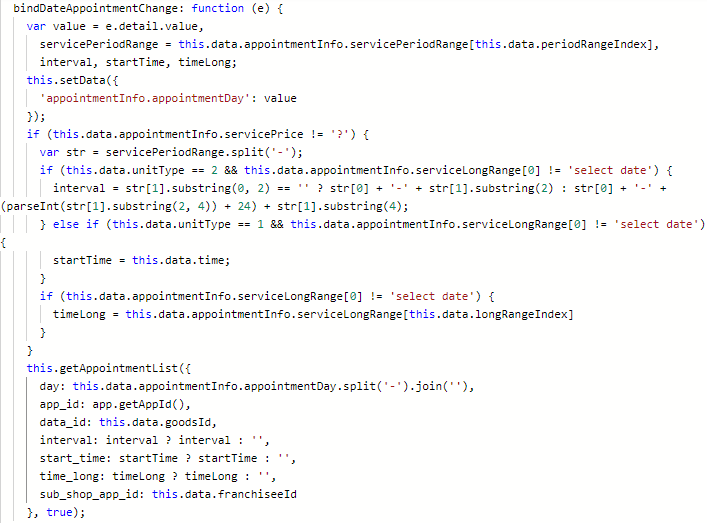 bindDateAppointmentChange: function (e) {
var value = e.detail.value,
servicePeriodRange = this.data.appointmentInfo.servicePeriodRange[this.data.periodRangeIndex],
interval, startTime, timeLong;
this.setData({
'appointmentInfo.appointmentDay': value
});
if (this.data.appointmentInfo.servicePrice != '?') {
var str = servicePeriodRange.split('-');
if (this.data.unitType == 2 && this.data.appointmentInfo.serviceLongRange[0] != 'select date') {
interval = str[1].substring(0, 2) == '' ? str[0] + '-' + str[1].substring(2) : str[0] + '-' +
(parseInt(str[1].substring(2, 4)) + 24) + str[1].substring(4);
} else if (this.data.unitType == 1 && this.data.appointmentInfo.serviceLongRange[0] != 'select date')
{
startTime = this.data.time;
}
if (this.data.appointmentInfo.serviceLongRange[0] != 'select date') {
timeLong = this.data.appointmentInfo.serviceLongRange[this.data.longRangeIndex]
}
}
this.getAppointmentList({
day: this.data.appointmentInfo.appointmentDay.split('-').join(''),
app_id: app.getAppId(),
data_id: this.data.goodsId,
interval: interval ? interval : '',
start_time: startTime ? startTime : '',
time_long: timeLong ? timeLong : '',
sub_shop_app_id: this.data.franchiseeId
}, true);